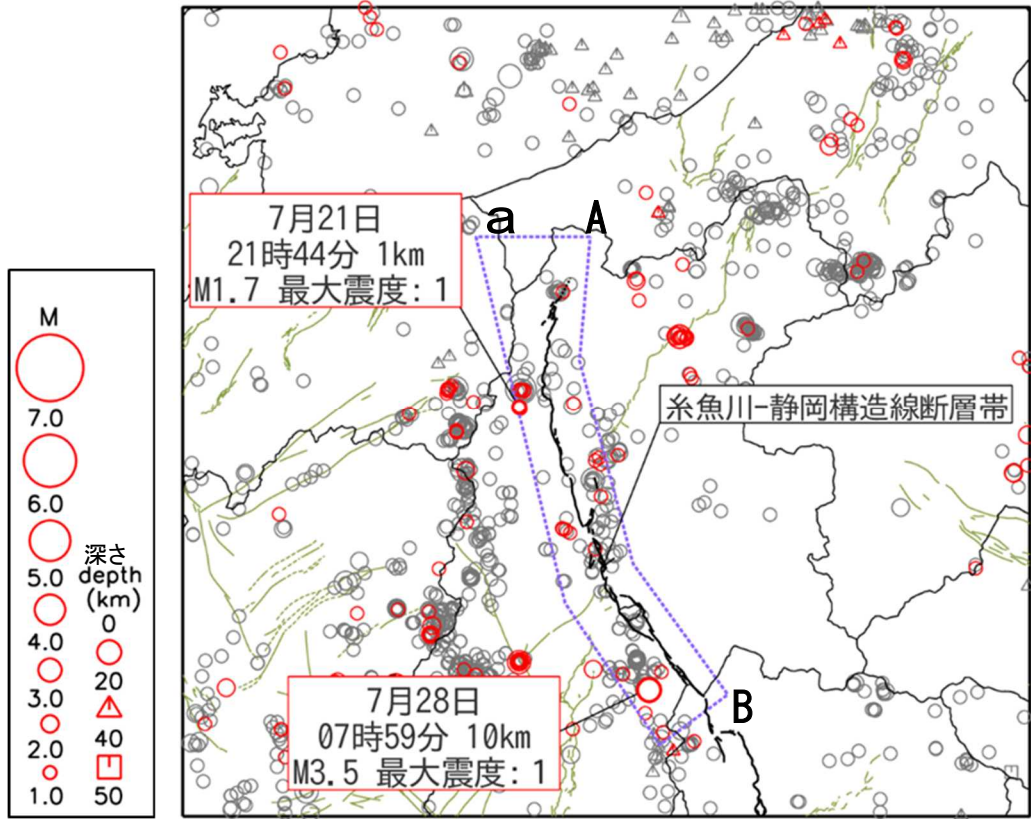 a
A
7月21日
21時44分 1km
M1.7 最大震度:1
糸魚川−静岡構造線断層帯
7月28日
07時59分 10km
M3.5 最大震度:1
B
M
7.0
6.0
5.0
4.0
3.0
2.0
1.0
深さ
depth
(km)
0
20
40
50